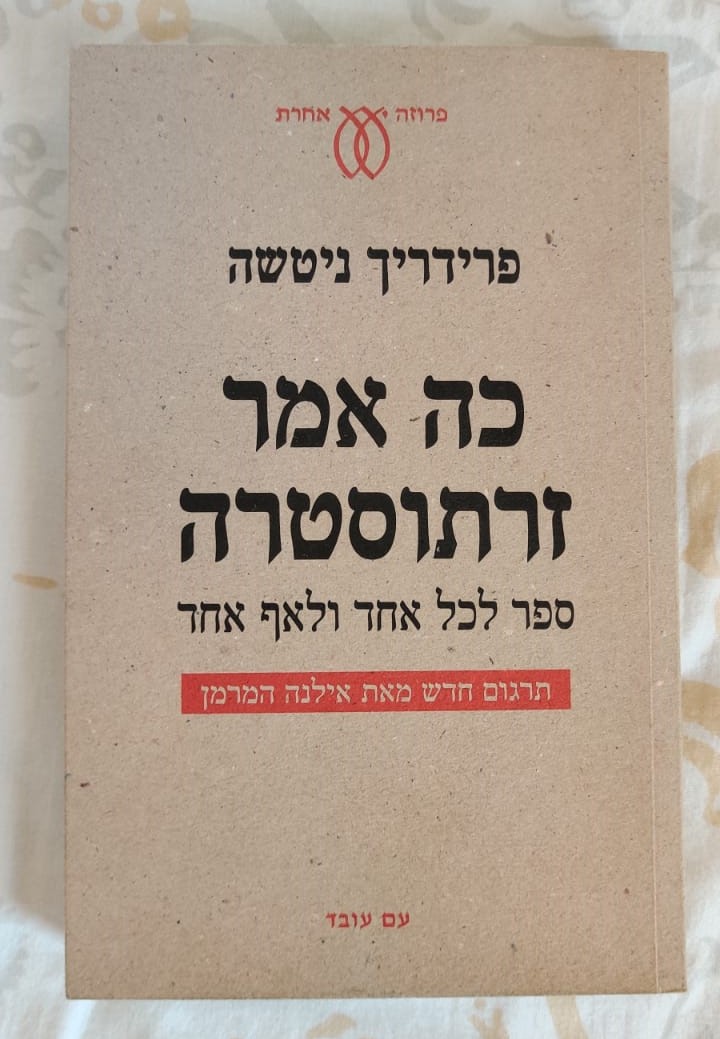 פרוזה אחרת
פרידריך ניטשה
כה אמר
זרתוסטרה
ספר לכל אחד ולאף אחד
תרגום חדש מאת אילנה המרמן
עם עובד